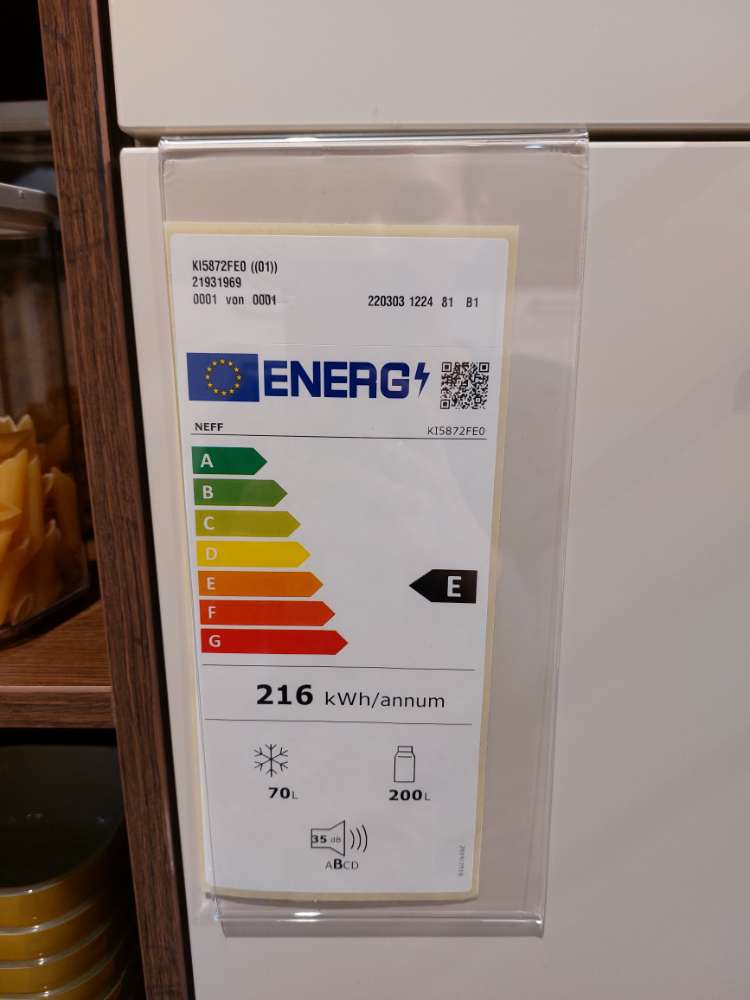 KI5872FE0 ((01))
21931969
0001 von 0001
220303 1224 81 B1
ENERG
NEFF
KI5872FE0
A
B
C
D
E
E
F
G
216 kWh/annum
70L
200L
35 dB
ABCD